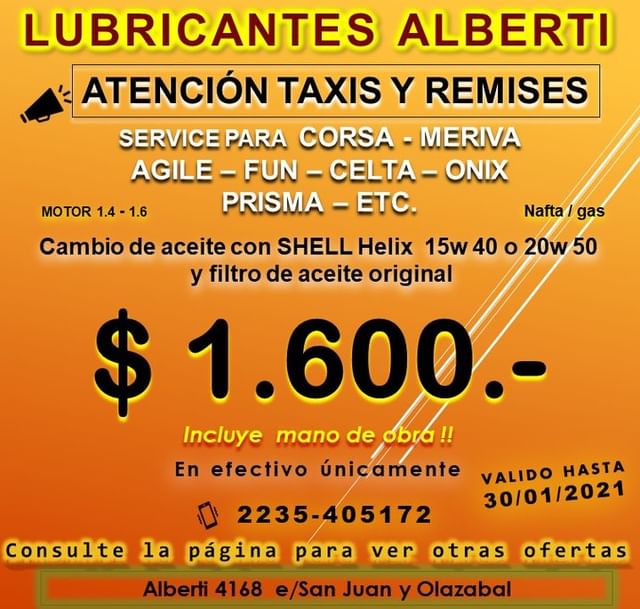 LUBRICANTES ALBERTI
ATENCIÓN TAXIS Y REMISES
SERVICE PARA CORSA - MERIVA
AGILE – FUN – CELTA – ONIX
PRISMA – ETC.
MOTOR 1.4 - 1.6
Nafta / gas
Cambio de aceite con SHELL Helix 15w 40 o 20w 50
y filtro de aceite original
$ 1.600.-
Incluye mano de obra !!
En efectivo únicamente
VALIDO HASTA
30/01/2021
2235-405172
Consulte la página para ver otras ofertas
Alberti 4168 e/San Juan y Olazabal